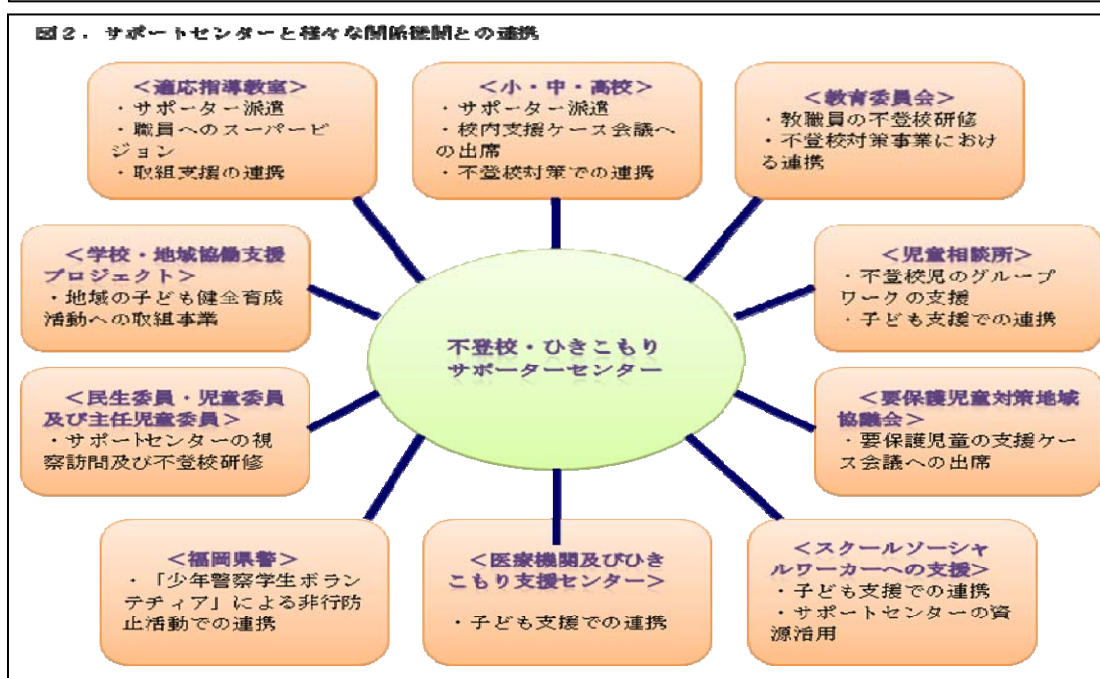 図2．サポートセンターと様々な関係機関との連携
＜適応指導教室＞
・サポーター派遣
・職員へのスーパービ
ジョン
・取組支援の連携
＜小・中・高校＞
・サポーター派遣
・校内支援ケース会議へ
の出席
・不登校対策での連携
＜教育委員会＞
・教職員の不登校研修
・不登校対策事業におけ
る連携
＜学校・地域協働支援
プロジェクト＞
・地域の子ども健全育成
活動への取組事業
＜児童相談所＞
・不登校児のグループ
ワークの支援
・子ども支援での連携
不登校・ひきこもり
サポーターセンター
＜民生委員・児童委員
及び主任児童委員＞
・サポートセンターの視
察訪問及び不登校研修
＜要保護児童対策地域
協議会＞
・要保護児童の支援ケー
ス会議への出席
＜福岡県警＞
・「少年警察学生ボラン
テチィア」による非行防
止活動での連携
＜医療機関及びひき
こもり支援センター＞
・子ども支援での連携
＜スクールソーシャ
ルワーカーへの支援＞
・子ども支援での連携
・サポートセンターの資
源活用